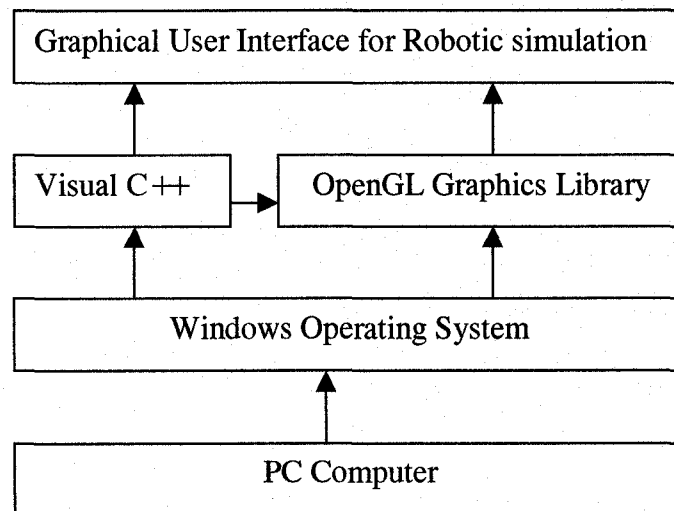 Graphical User Interface for Robotic simulation
Visual C++
OpenGL Graphics Library
Windows Operating System
PC Computer